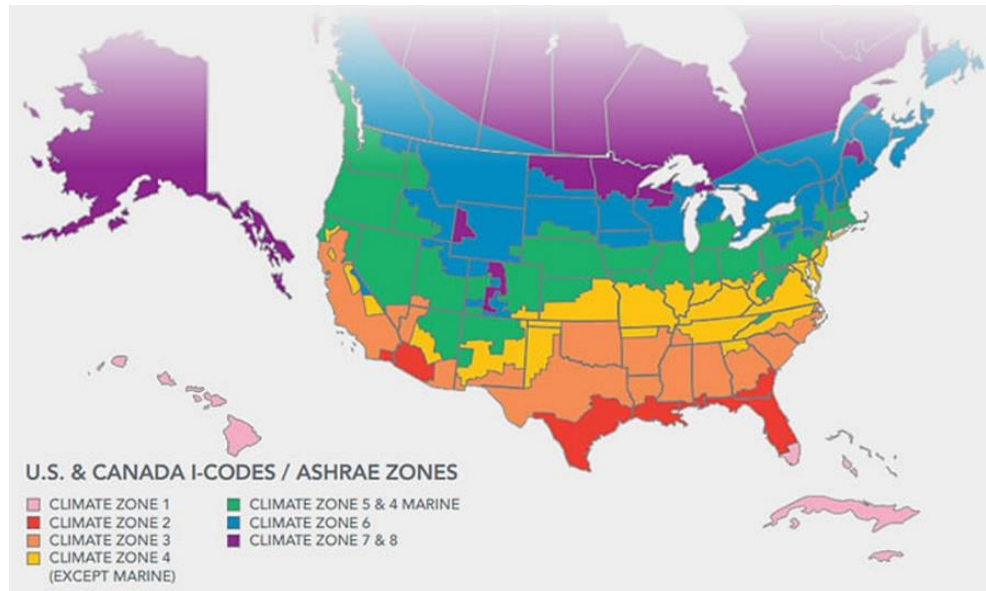 U.S. & CANADA I-CODES / ASHRAE ZONES
CLIMATE ZONE 1
CLIMATE ZONE 2
CLIMATE ZONE 3
CLIMATE ZONE 4
(EXCEPT MARINE)
CLIMATE ZONE 5 & 4 MARINE
CLIMATE ZONE 6
CLIMATE ZONE 7 & 8